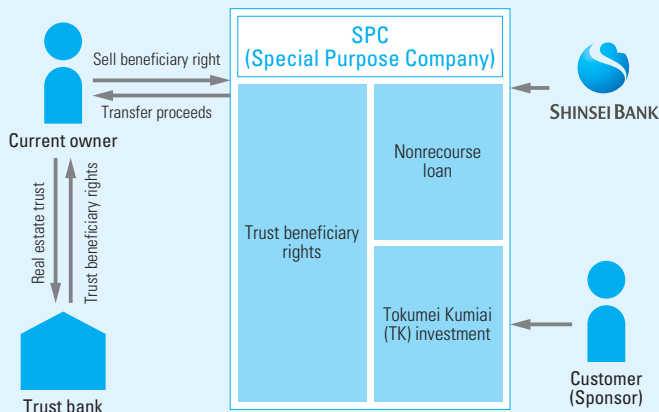 SPC
(Special Purpose Company)
Sell beneficiary right
Transfer proceeds
Current owner
SHINSEI BANK
Nonrecourse
loan
Trust beneficiary
rights
Real estate trust
Trust beneficiary rights
Tokumei Kumiai
(TK) investment
Trust bank
Customer
(Sponsor)